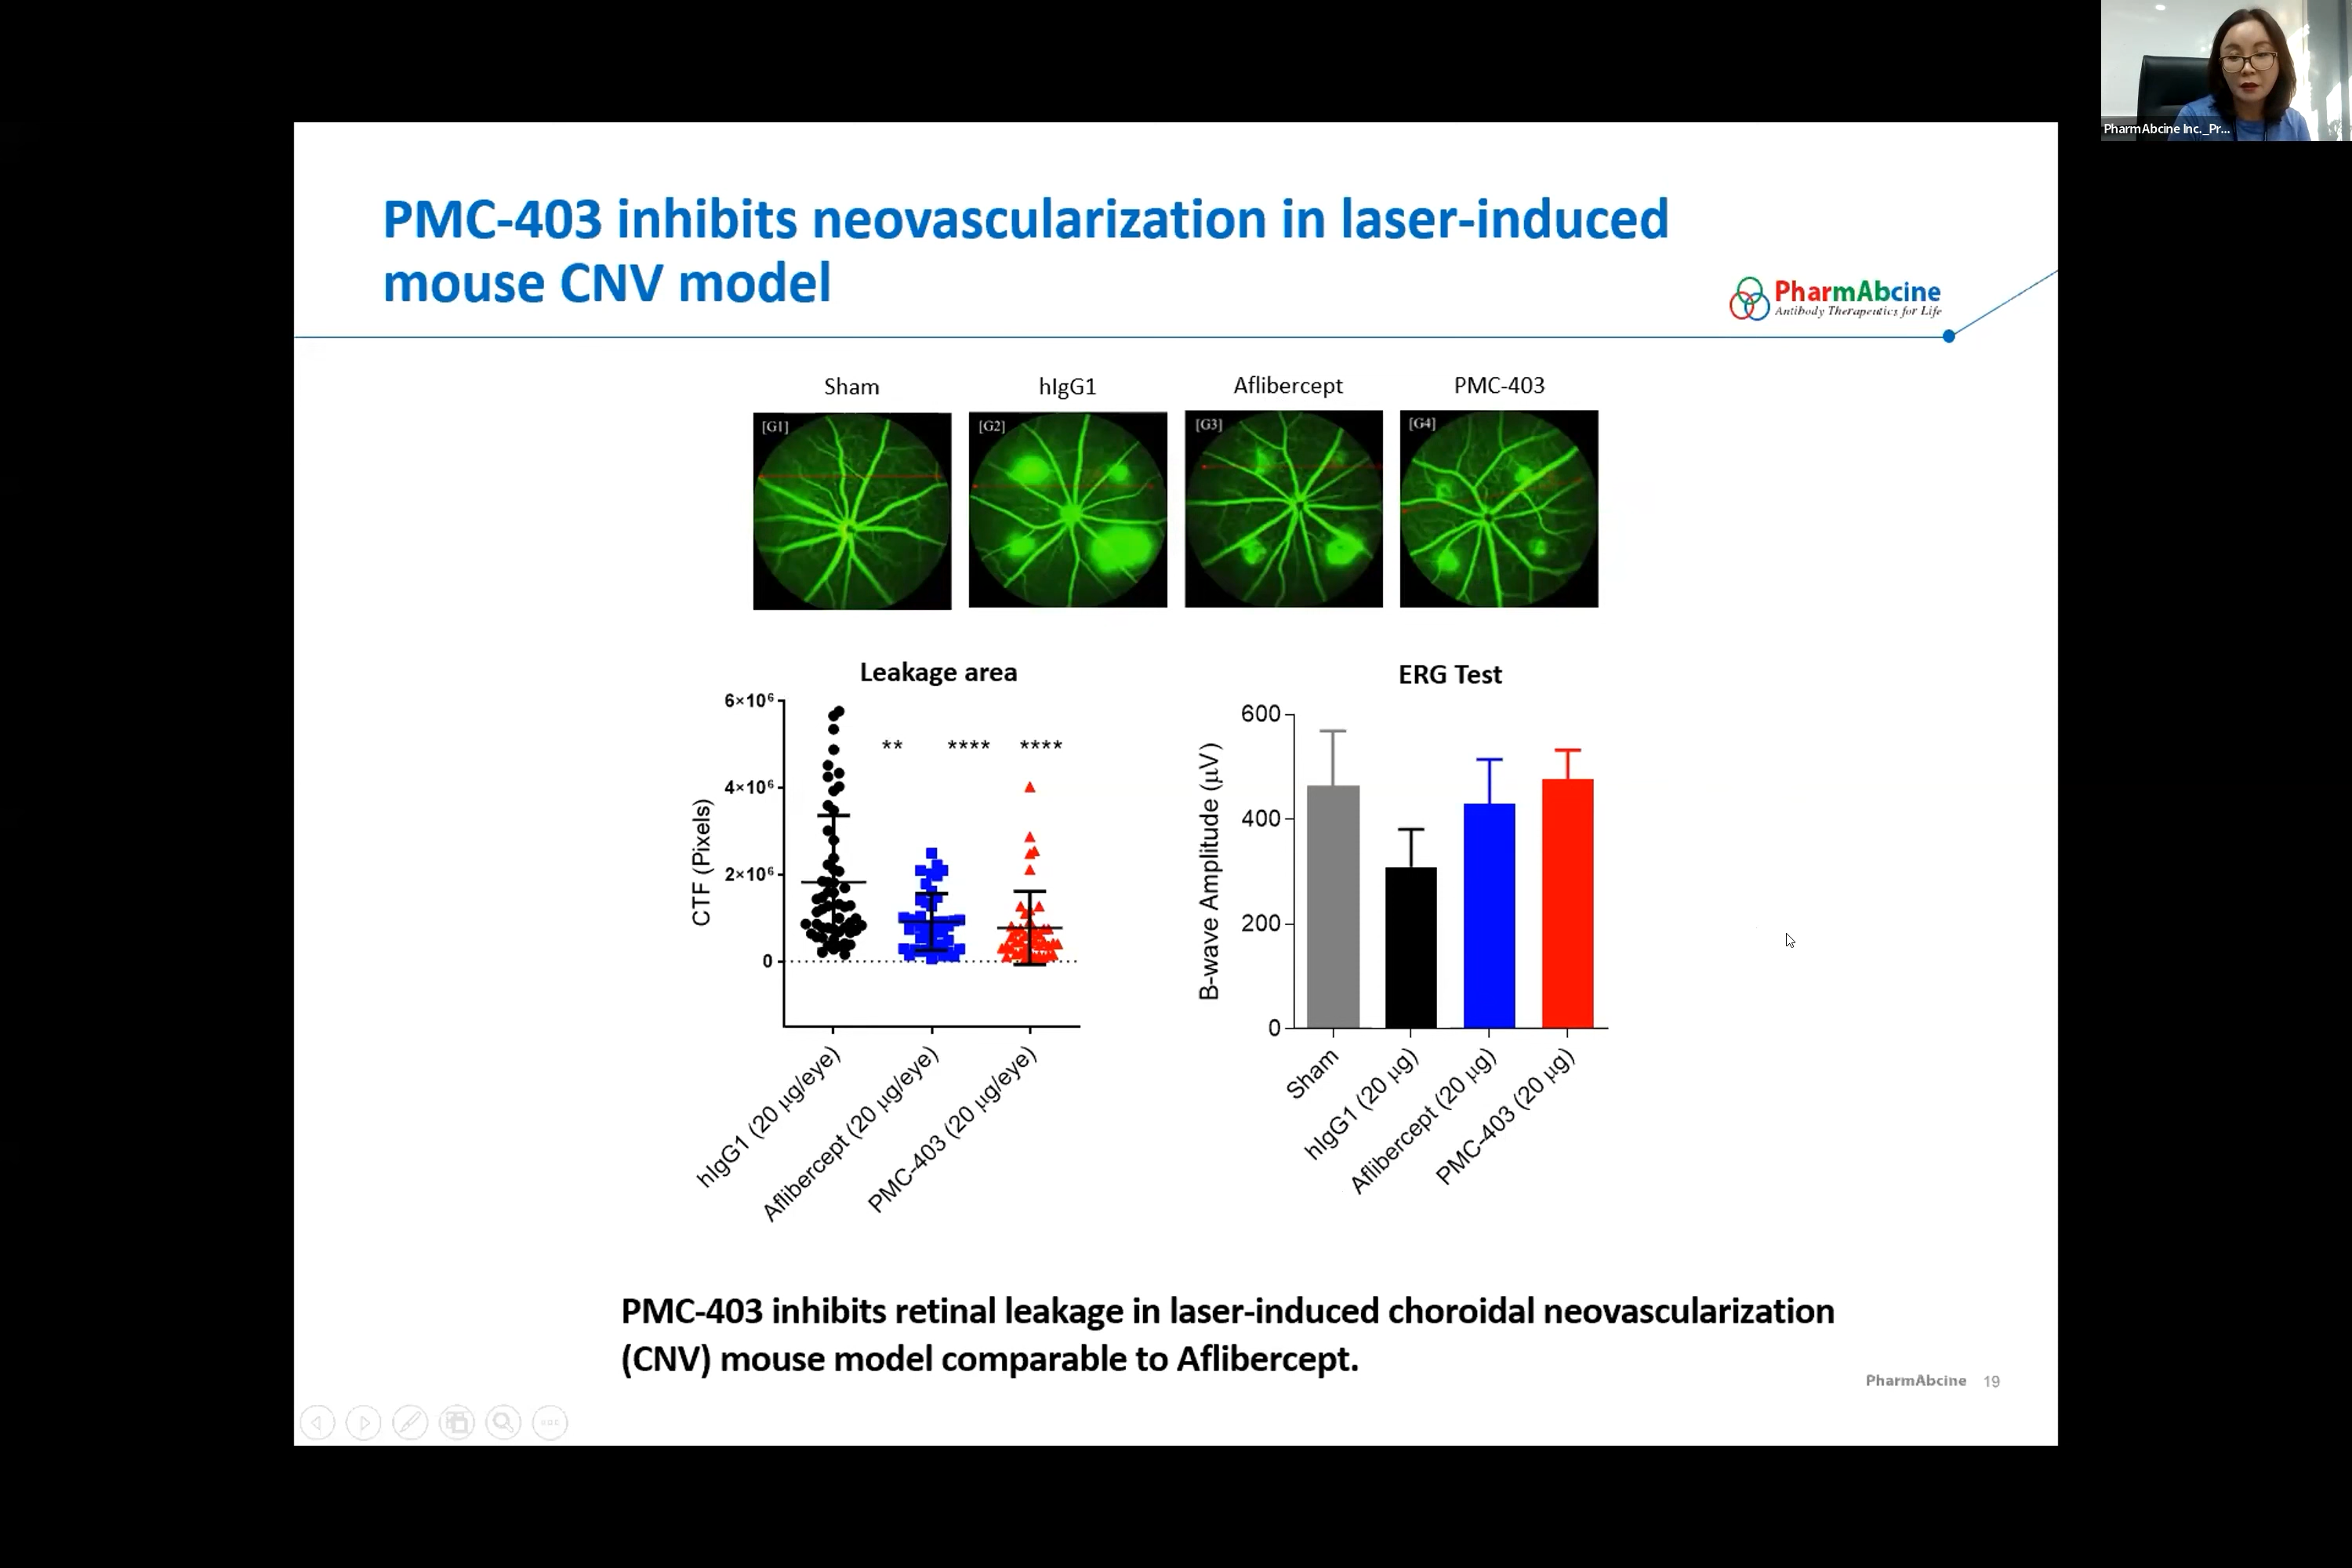 PharmAbcine Inc._Pr...
PMC-403 inhibits neovascularization in laser-induced
mouse CNV model
PharmAbcine
Antibody Therapeutics for Life
Sham
hIgG1
Aflibercept
PMC-403
[G1]
[G2]
[G3]
[G4]
Leakage area
6×10⁶
4×10⁶
2×10⁶
0
CTF (Pixels)
**
****
****
hIgG1 (20 µg/eye)
Aflibercept (20 µg/eye)
PMC-403 (20 µg/eye)
ERG Test
600
400
200
0
B-wave Amplitude (µV)
Sham
hIgG1 (20 µg)
Aflibercept (20 µg)
PMC-403 (20 µg)
PMC-403 inhibits retinal leakage in laser-induced choroidal neovascularization
(CNV) mouse model comparable to Aflibercept.
PharmAbcine 19